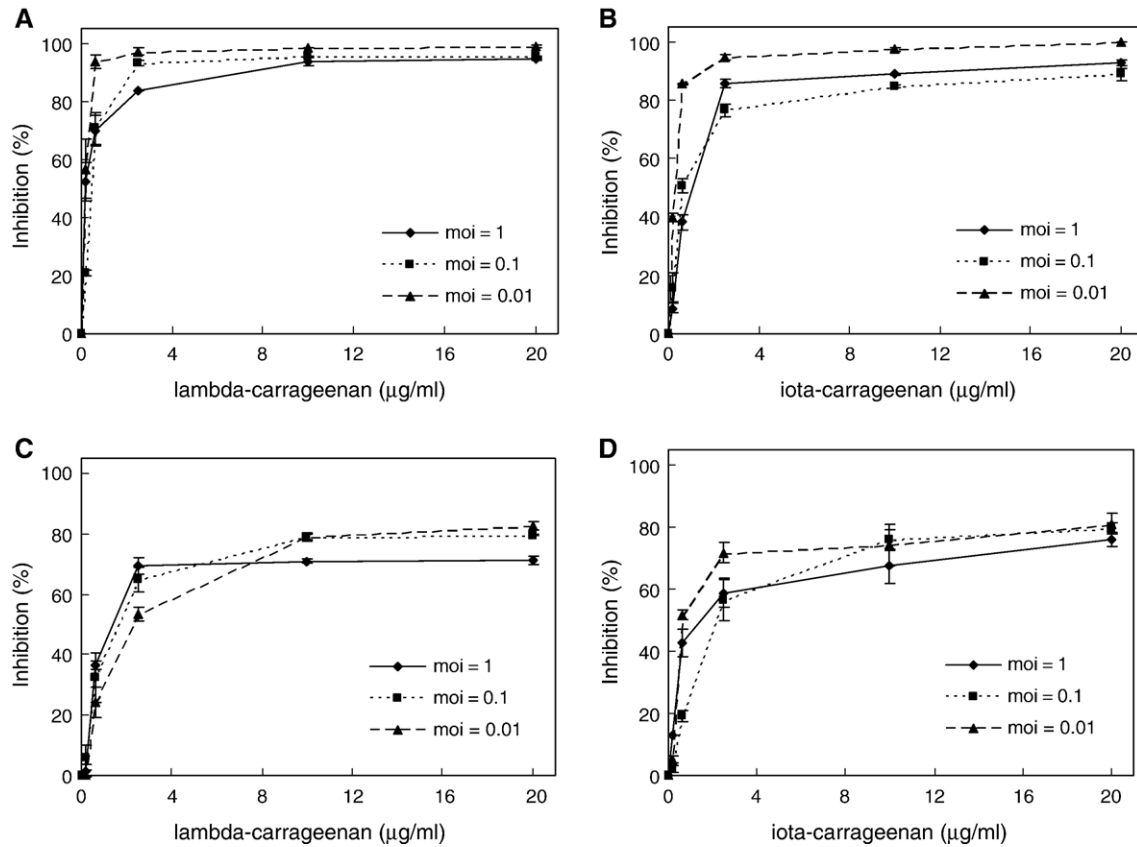 A
Inhibition (%)
100
80
60
40
20
0
moi = 1
moi = 0.1
moi = 0.01
0 4 8 12 16 20
lambda-carrageenan (μg/ml)
B
Inhibition (%)
100
80
60
40
20
0
moi = 1
moi = 0.1
moi = 0.01
0 4 8 12 16 20
iota-carrageenan (μg/ml)
C
Inhibition (%)
100
80
60
40
20
0
moi = 1
moi = 0.1
moi = 0.01
0 4 8 12 16 20
lambda-carrageenan (μg/ml)
D
Inhibition (%)
100
80
60
40
20
0
moi = 1
moi = 0.1
moi = 0.01
0 4 8 12 16 20
iota-carrageenan (μg/ml)